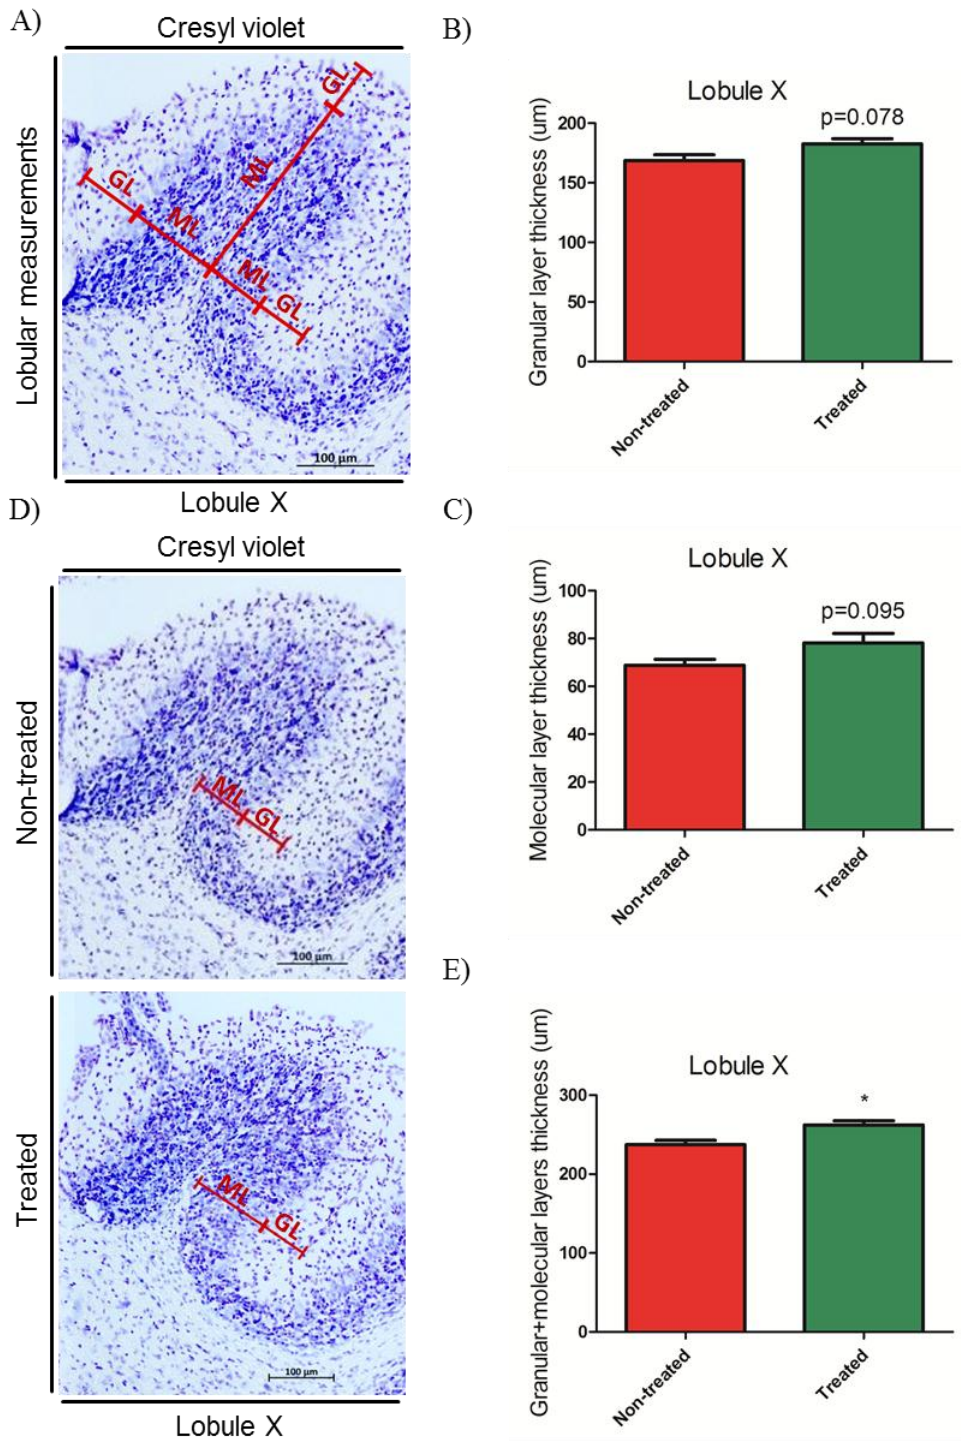 A)
Cresyl violet
Lobular measurements
GL
ML
GL
ML
ML
GL
100 µm
Lobule X
B)
Lobule X
p=0.078
Granular layer thickness (um)
200
150
100
50
0
Non-treated
Treated
D)
Cresyl violet
Non-treated
ML
GL
100 µm
Treated
ML
GL
100 µm
Lobule X
C)
Lobule X
p=0.095
Molecular layer thickness (um)
100
80
60
40
20
0
Non-treated
Treated
E)
Lobule X
*
Granular+molecular layers thickness (um)
300
200
100
0
Non-treated
Treated